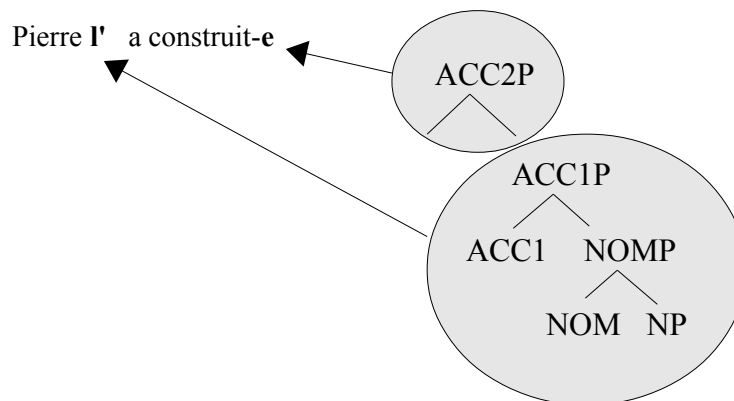 Pierre l' a construit-e
ACC2P
ACC1P
ACC1 NOMP
NOM NP